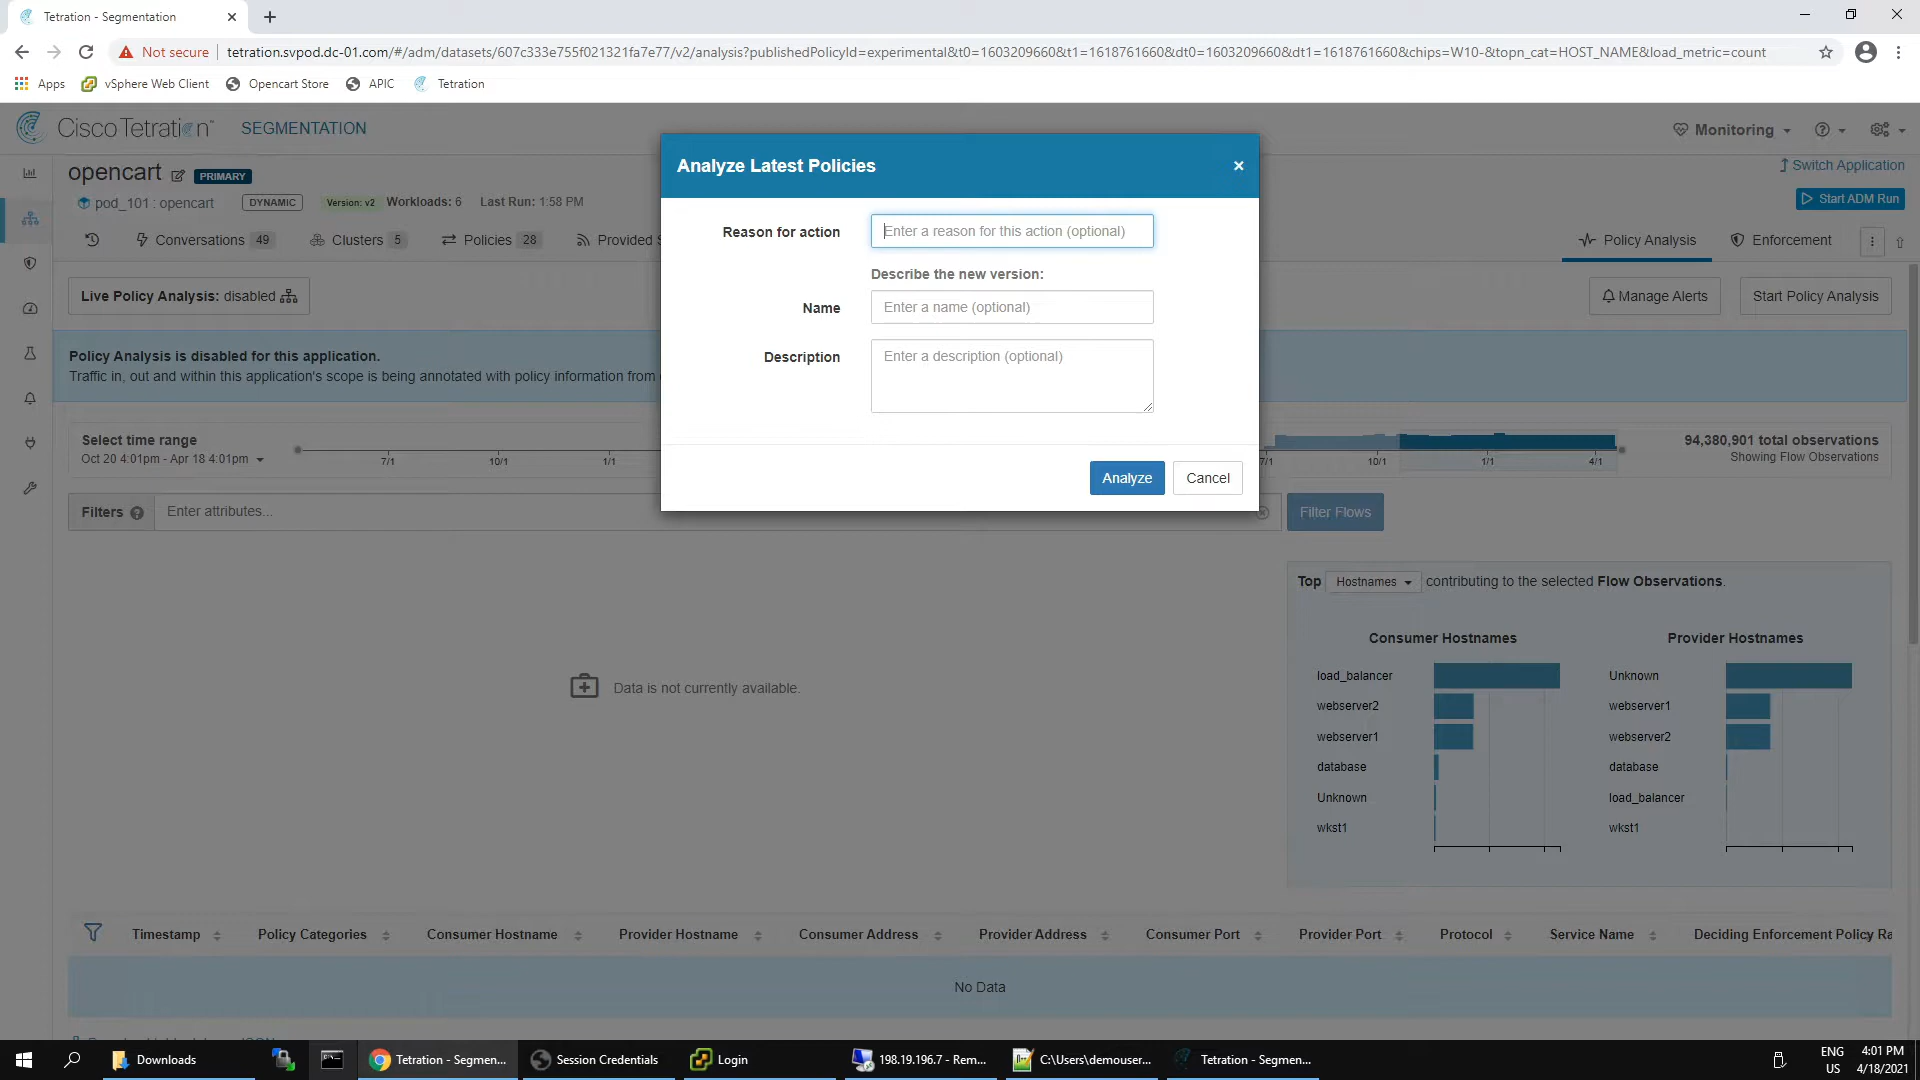 Tetration - Segmentation
Not secure
tetration.svpod.dc-01.com/#/adm/datasets/607c333e755f021321fa7e77/v2/analysis?publishedPolicyId=experimental&t0=1603209660&t1=1618761660&dt0=1603209660&dt1=1618761660&chips=W10-&topn_cat=HOST_NAME&load_metric=count
Apps vSphere Web Client Opencart Store APIC Tetration
Cisco Tetration™ SEGMENTATION Monitoring
opencart PRIMARY Switch Application
pod_101 : opencart DYNAMIC Version: v2 Workloads: 6 Last Run: 1:58 PM Start ADM Run
Conversations 49 Clusters 5 Policies 28 Provided S Policy Analysis Enforcement
Live Policy Analysis: disabled Manage Alerts Start Policy Analysis
Policy Analysis is disabled for this application.
Traffic in, out and within this application's scope is being annotated with policy information from
Select time range
Oct 20 4:01pm - Apr 18 4:01pm
7/1 10/1 1/1 7/1 10/1 1/1 4/1
94,380,901 total observations
Showing Flow Observations
Filters Enter attributes... Filter Flows
Analyze Latest Policies ×
Reason for action Enter a reason for this action (optional)
Describe the new version:
Name Enter a name (optional)
Description Enter a description (optional)
Analyze Cancel
Data is not currently available.
Top Hostnames contributing to the selected Flow Observations.
Consumer Hostnames
load_balancer
webserver2
webserver1
database
Unknown
wkst1
Provider Hostnames
Unknown
webserver1
webserver2
database
load_balancer
wkst1
Timestamp Policy Categories Consumer Hostname Provider Hostname Consumer Address Provider Address Consumer Port Provider Port Protocol Service Name Deciding Enforcement Policy Ra
No Data
Downloads Tetration - Segmen... Session Credentials Login 198.19.196.7 - Rem... C:\Users\demouser... Tetration - Segmen...
ENG
US
4:01 PM
4/18/2021